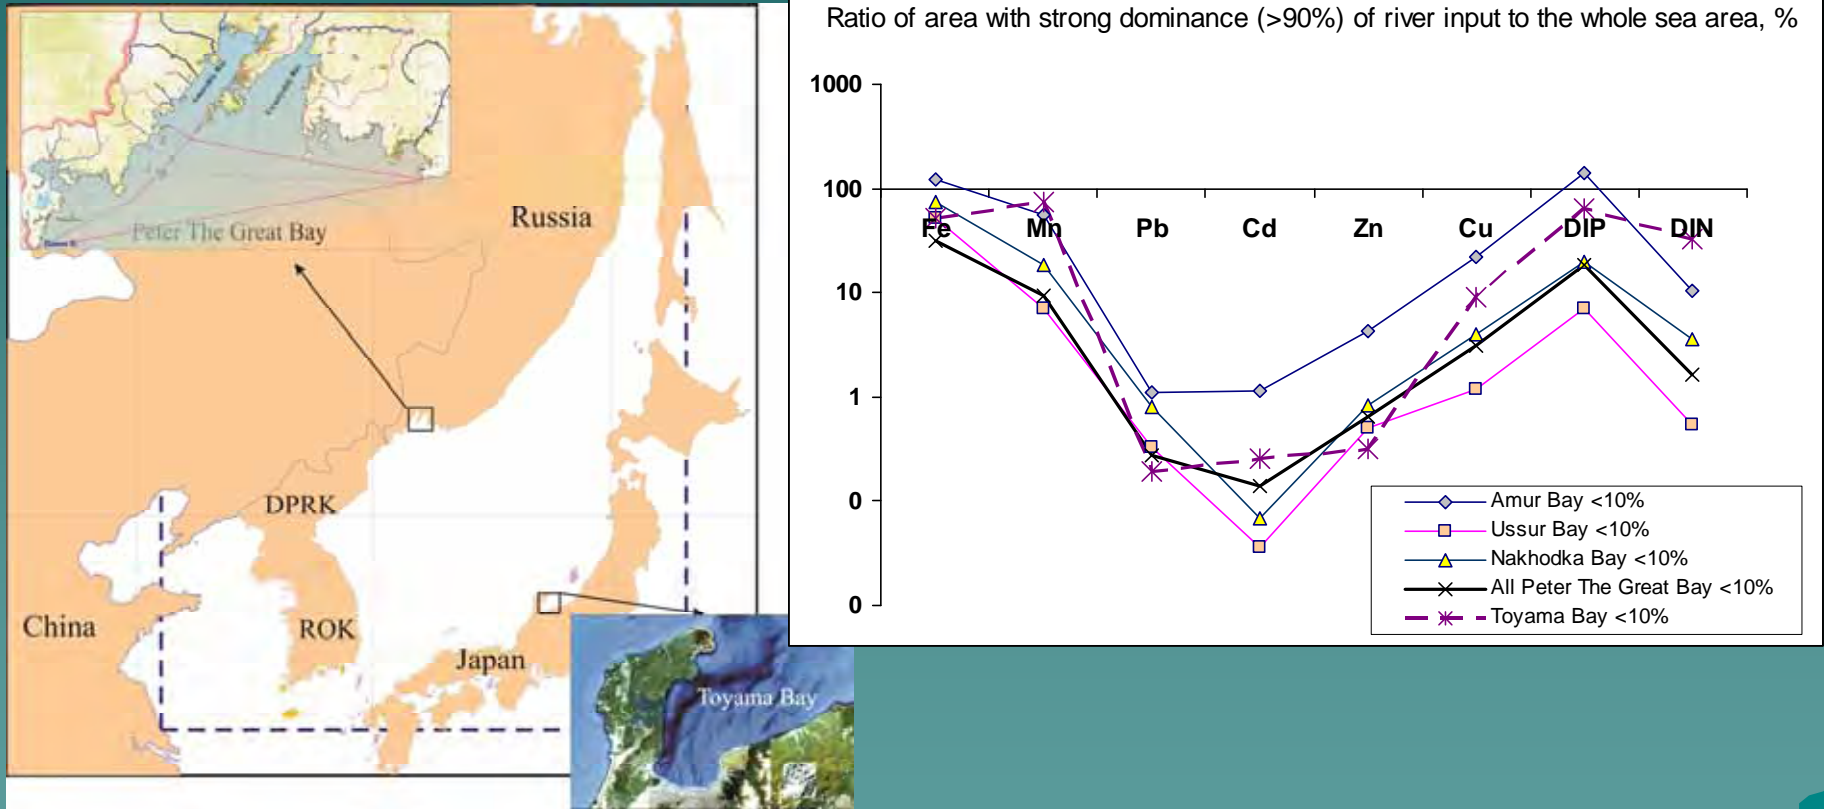 Peter The Great Bay
Russia
DPRK
China
ROK
Japan
Toyama Bay
Ratio of area with strong dominance (>90%) of river input to the whole sea area, %
1000
100
10
1
0
0
Fe Mn Pb Cd Zn Cu DIP DIN
Amur Bay <10%
Ussur Bay <10%
Nakhodka Bay <10%
All Peter The Great Bay <10%
Toyama Bay <10%